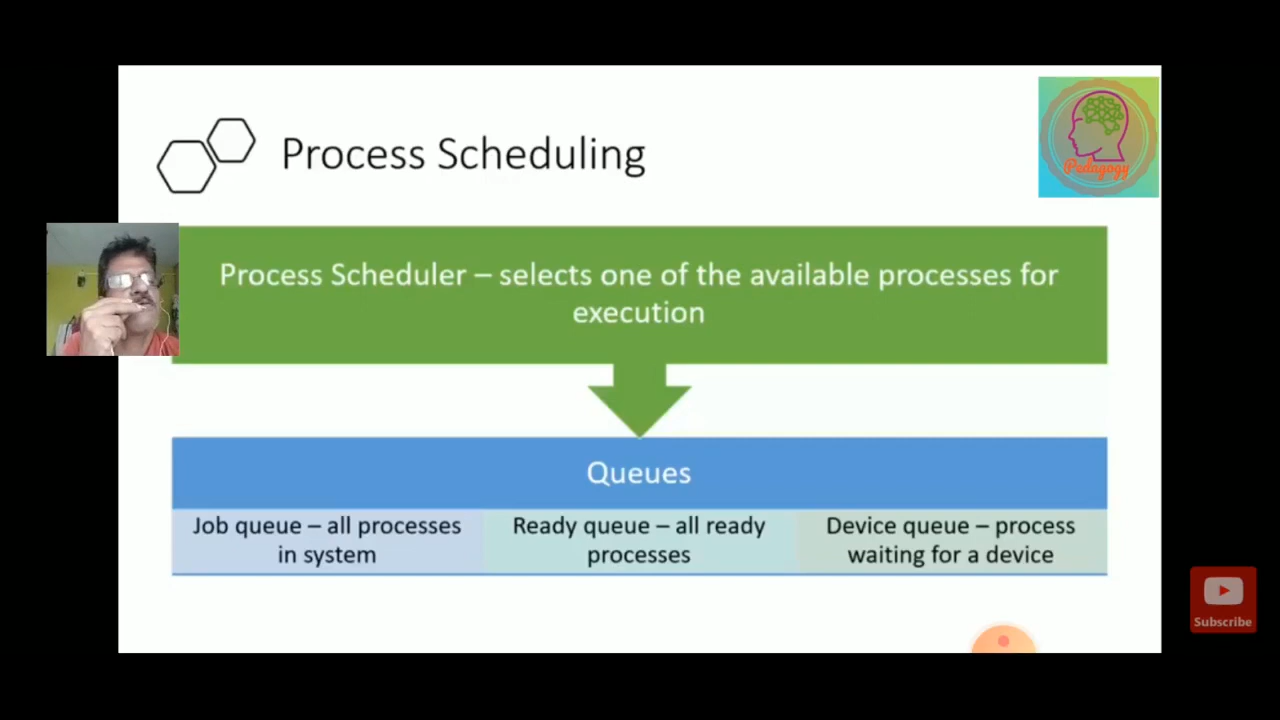 Process Scheduling
Pedagogy
Process Scheduler – selects one of the available processes for
execution
Queues
Job queue – all processes
in system
Ready queue – all ready
processes
Device queue – process
waiting for a device
Subscribe